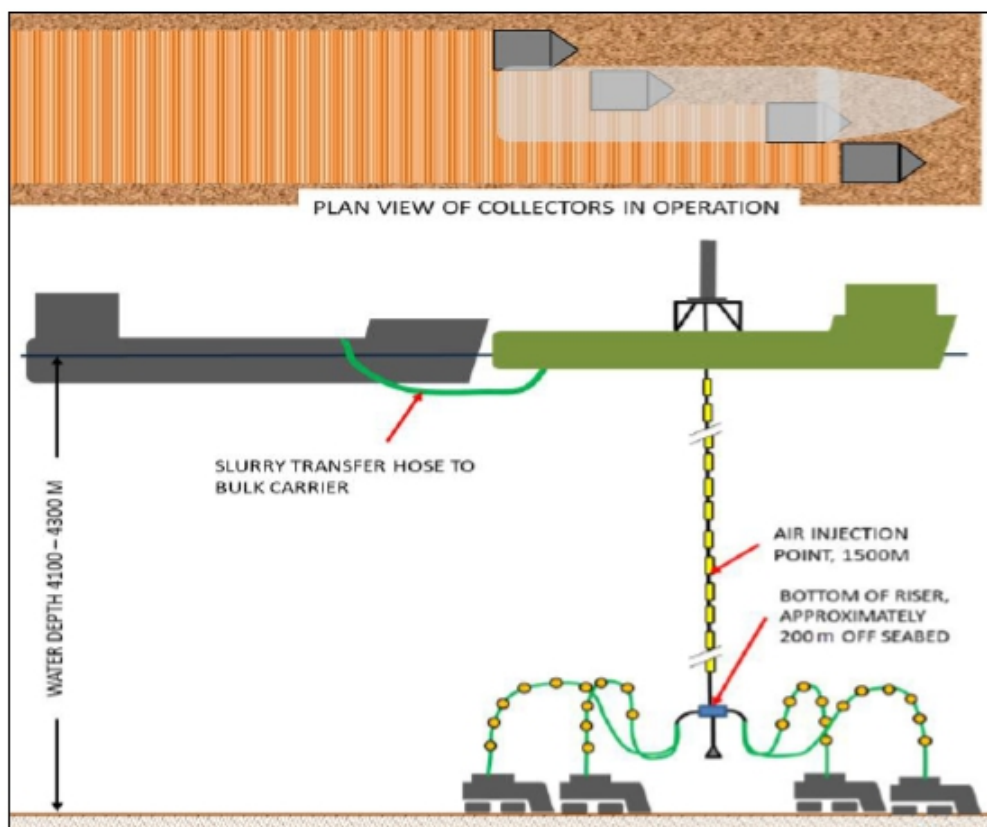 PLAN VIEW OF COLLECTORS IN OPERATION
SLURRY TRANSFER HOSE TO
BULK CARRIER
WATER DEPTH 4100 – 4300 M
AIR INJECTION
POINT, 1500M
BOTTOM OF RISER,
APPROXIMATELY
200 m OFF SEABED